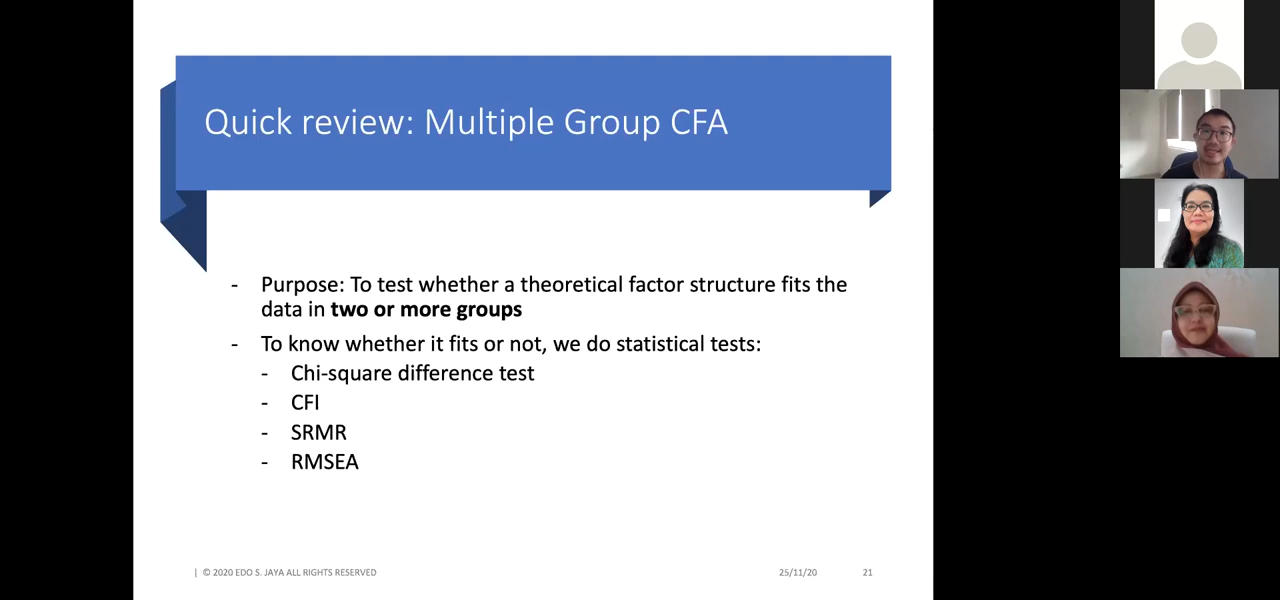 Quick review: Multiple Group CFA
- Purpose: To test whether a theoretical factor structure fits the
data in two or more groups
- To know whether it fits or not, we do statistical tests:
- Chi-square difference test
- CFI
- SRMR
- RMSEA
| © 2020 EDO S. JAYA ALL RIGHTS RESERVED 25/11/20 21